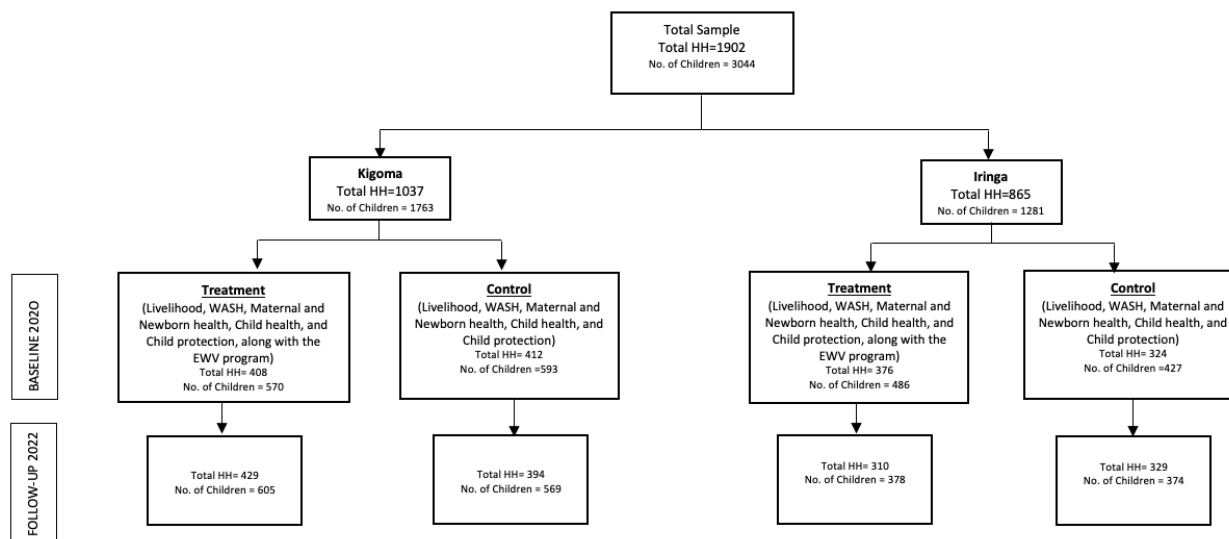 Total Sample
Total HH=1902
No. of Children = 3044
Kigoma
Total HH=1037
No. of Children = 1763
Iringa
Total HH=865
No. of Children = 1281
BASELINE 202O
Treatment
(Livelihood, WASH, Maternal and
Newborn health, Child health, and
Child protection, along with the
EWV program)
Total HH= 408
No. of Children = 570
Control
(Livelihood, WASH, Maternal and
Newborn health, Child health, and
Child protection)
Total HH= 412
No. of Children =593
Treatment
(Livelihood, WASH, Maternal and
Newborn health, Child health, and
Child protection, along with the
EWV program)
Total HH= 376
No. of Children = 486
Control
(Livelihood, WASH, Maternal and
Newborn health, Child health, and
Child protection)
Total HH= 324
No. of Children =427
FOLLOW-UP 2022
Total HH= 429
No. of Children = 605
Total HH= 394
No. of Children = 569
Total HH= 310
No. of Children = 378
Total HH= 329
No. of Children = 374